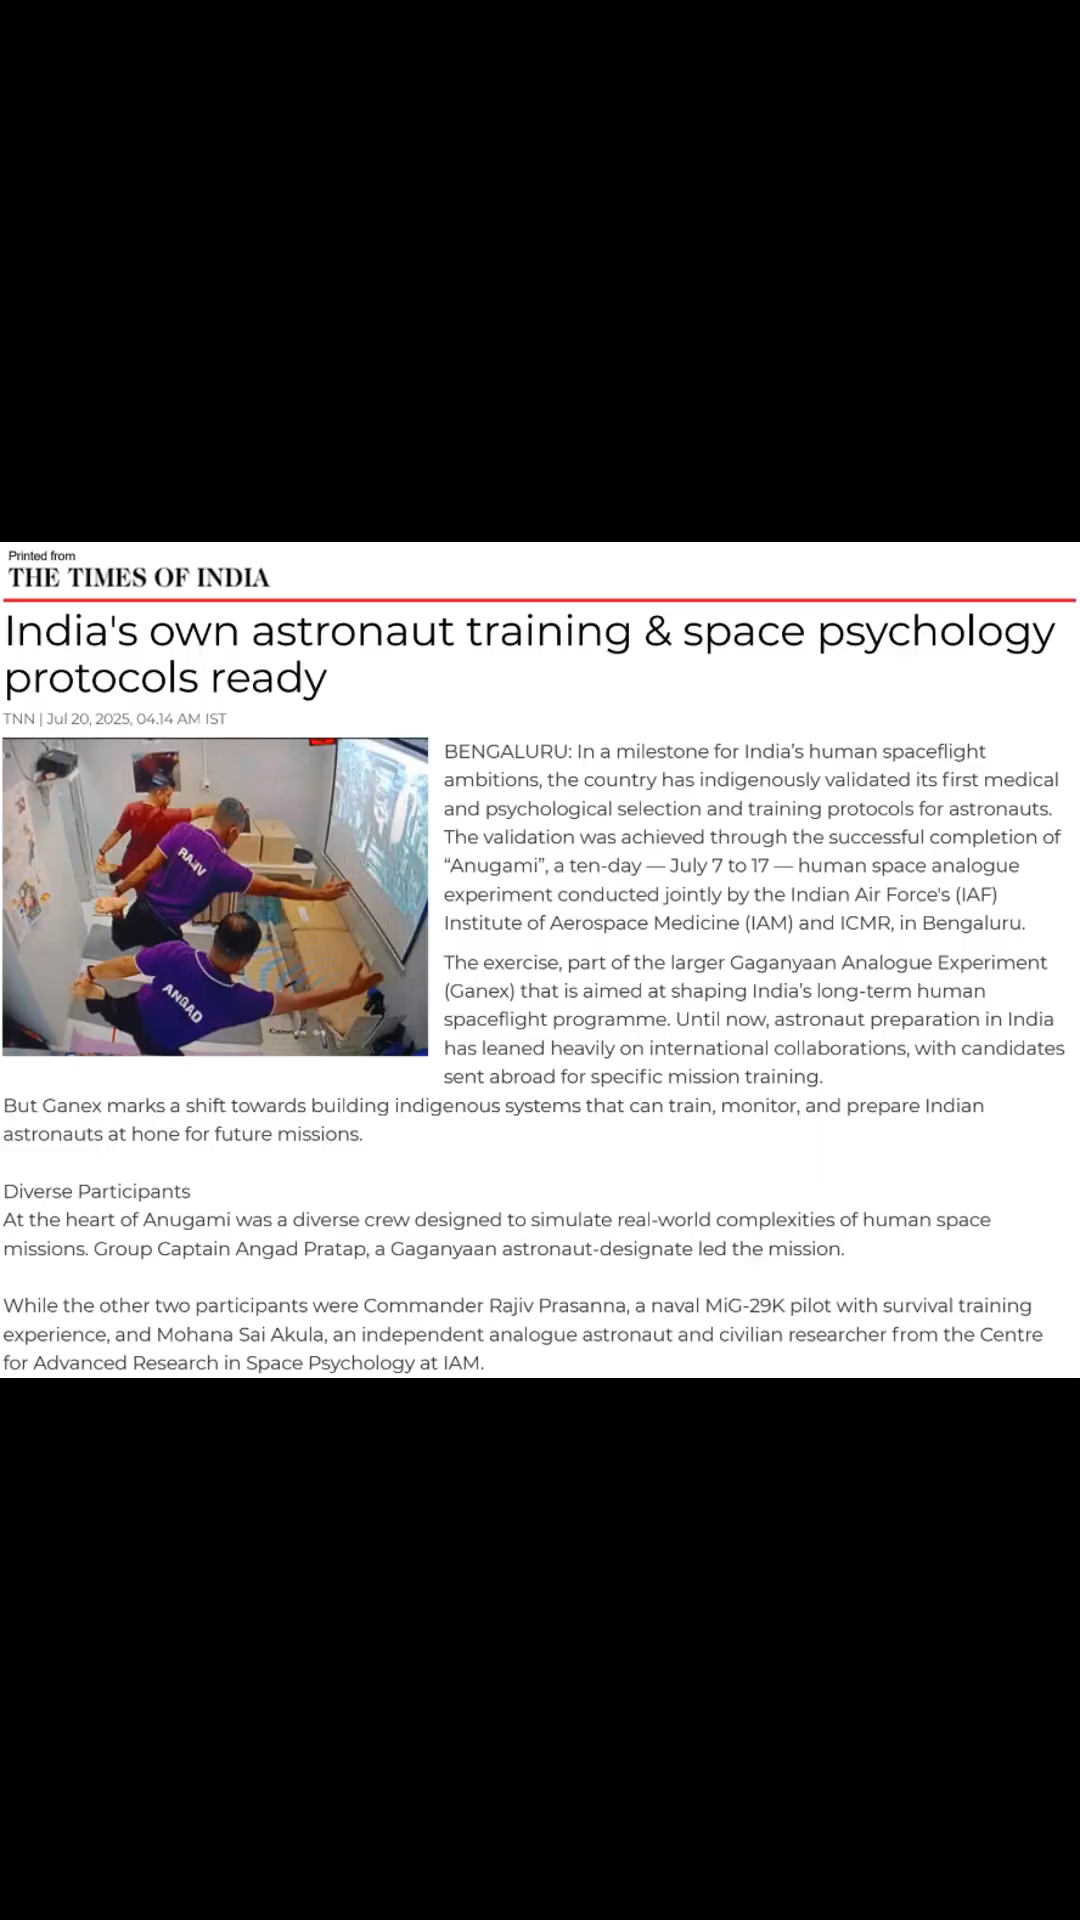 Printed from
THE TIMES OF INDIA
India's own astronaut training & space psychology
protocols ready
TNN | Jul 20, 2025, 04.14 AM IST
RAJIV
ANGAD
BENGALURU: In a milestone for India’s human spaceflight
ambitions, the country has indigenously validated its first medical
and psychological selection and training protocols for astronauts.
The validation was achieved through the successful completion of
“Anugami”, a ten-day — July 7 to 17 — human space analogue
experiment conducted jointly by the Indian Air Force's (IAF)
Institute of Aerospace Medicine (IAM) and ICMR, in Bengaluru.
The exercise, part of the larger Gaganyaan Analogue Experiment
(Ganex) that is aimed at shaping India’s long-term human
spaceflight programme. Until now, astronaut preparation in India
has leaned heavily on international collaborations, with candidates
sent abroad for specific mission training.
But Ganex marks a shift towards building indigenous systems that can train, monitor, and prepare Indian
astronauts at hone for future missions.
Diverse Participants
At the heart of Anugami was a diverse crew designed to simulate real-world complexities of human space
missions. Group Captain Angad Pratap, a Gaganyaan astronaut-designate led the mission.
While the other two participants were Commander Rajiv Prasanna, a naval MiG-29K pilot with survival training
experience, and Mohana Sai Akula, an independent analogue astronaut and civilian researcher from the Centre
for Advanced Research in Space Psychology at IAM.